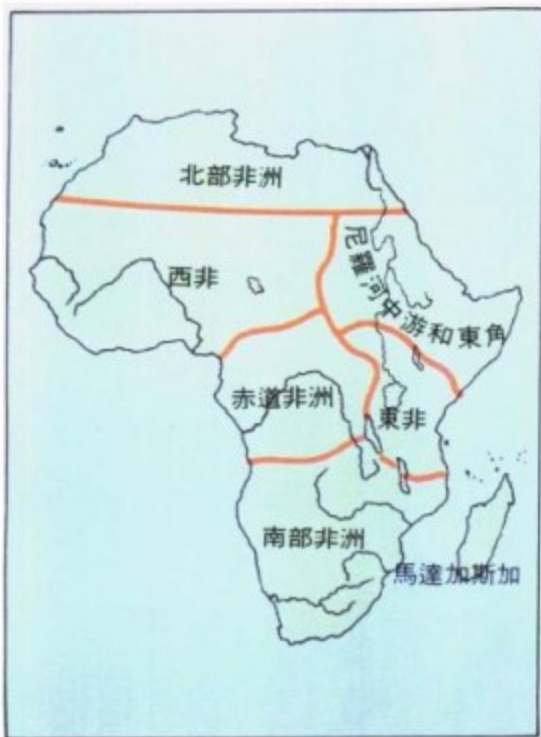 北部非洲
西非
尼羅河中游和東角
赤道非洲
東非
南部非洲
馬達加斯加